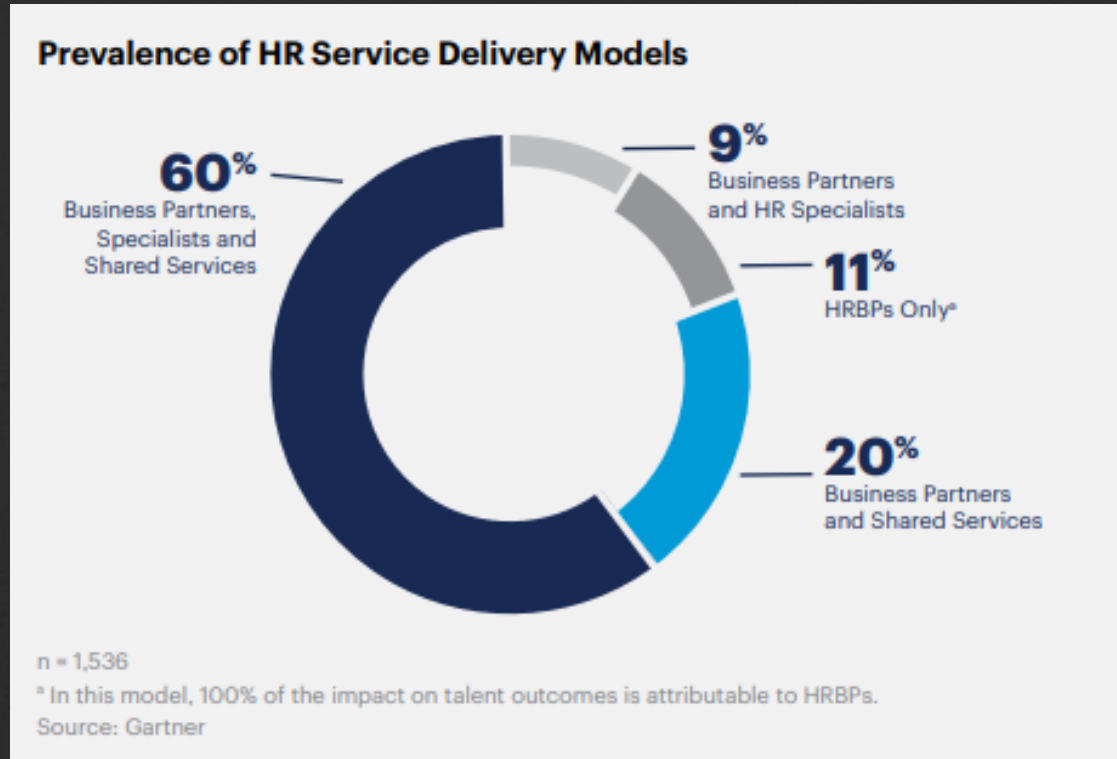 Prevalence of HR Service Delivery Models
60%
Business Partners,
Specialists and
Shared Services
9%
Business Partners
and HR Specialists
11%
HRBPs Onlyᵃ
20%
Business Partners
and Shared Services
n = 1,536
ᵃ In this model, 100% of the impact on talent outcomes is attributable to HRBPs.
Source: Gartner